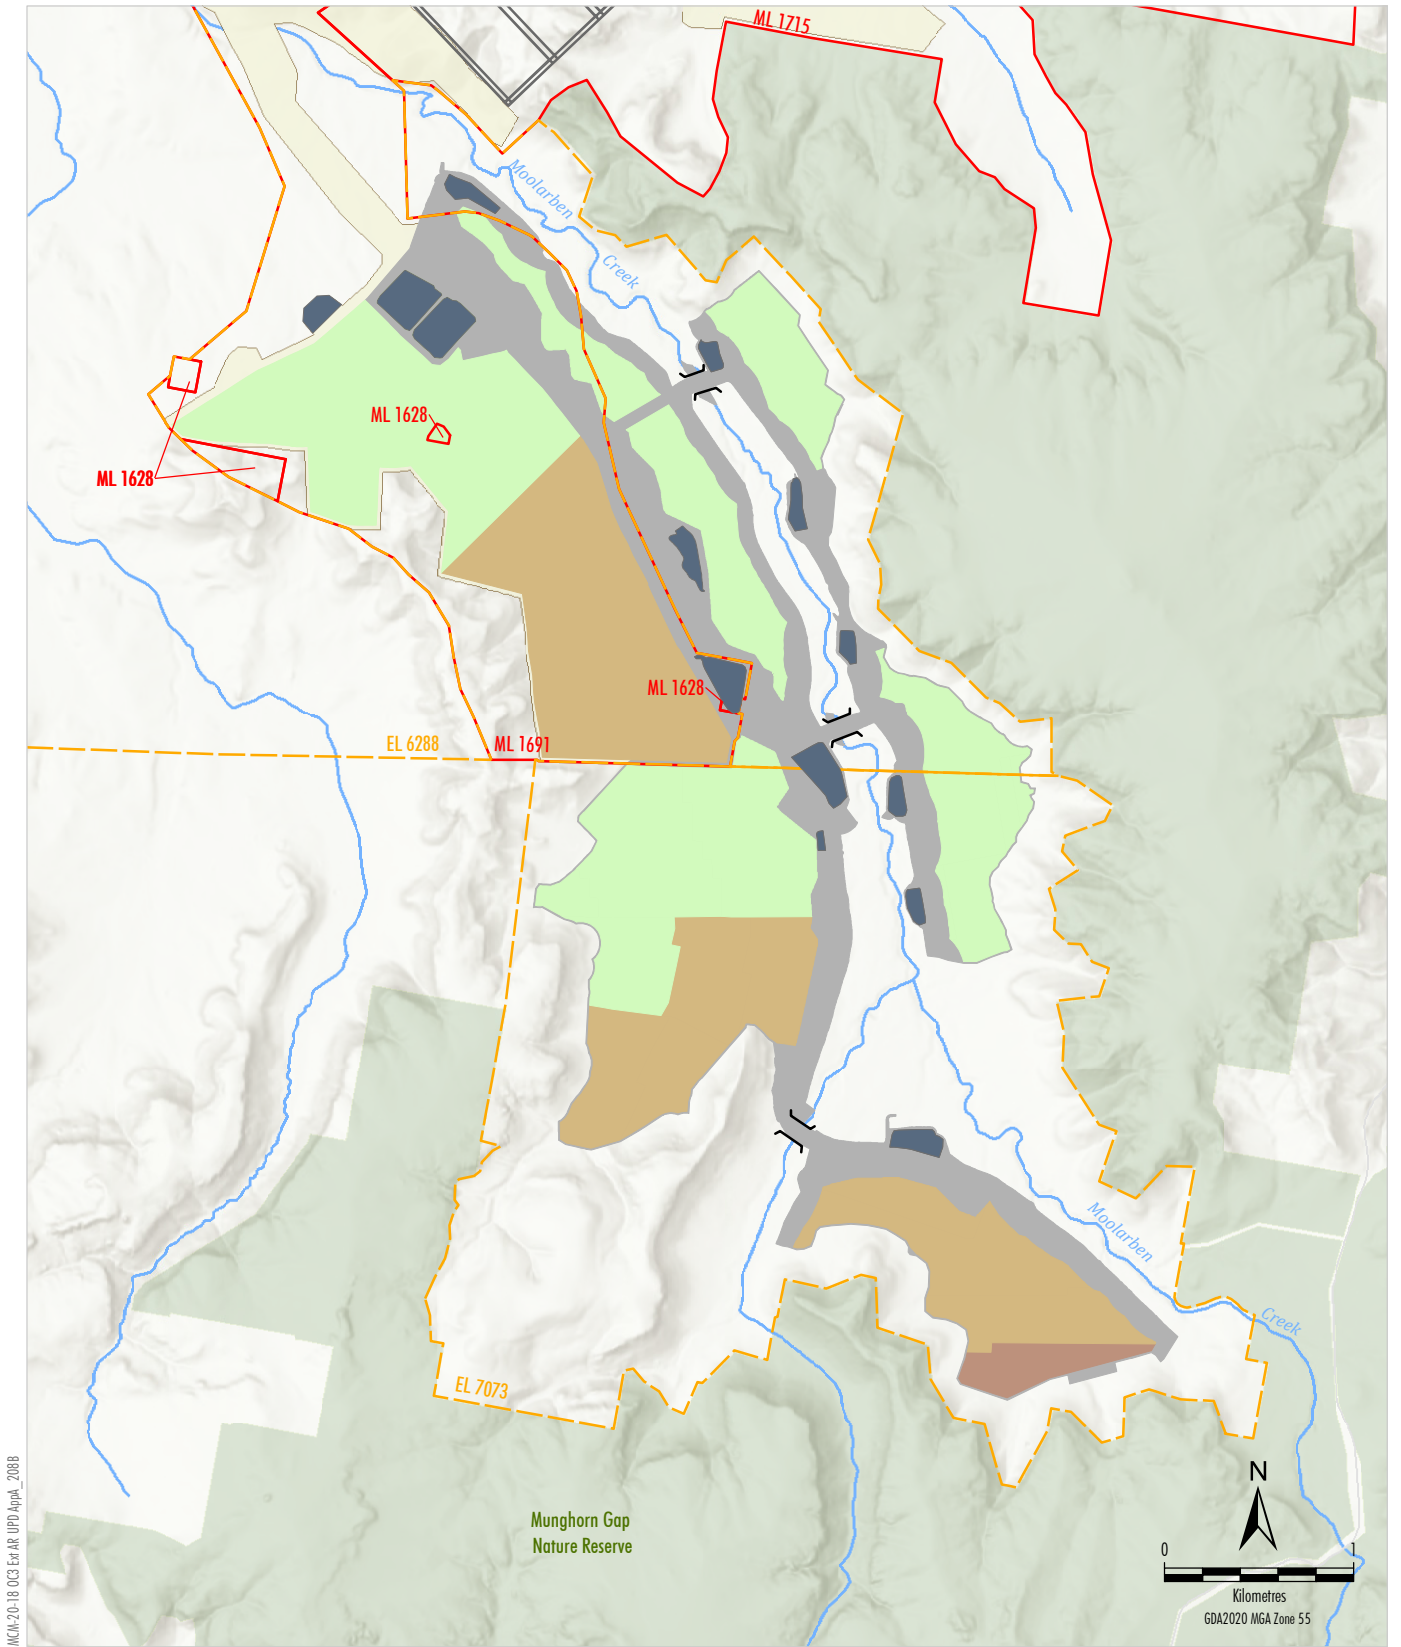 ML 1715
Moolarben
Creek
ML 1628
ML 1628
ML 1628
EL 6288
ML 1691
Moolarben
Creek
EL 7073
Munghorn Gap
Nature Reserve
N
0 1
Kilometres
GDA2020 MGA Zone 55
MCM-20-18 OC3 Ext AR UPD AppA_208B